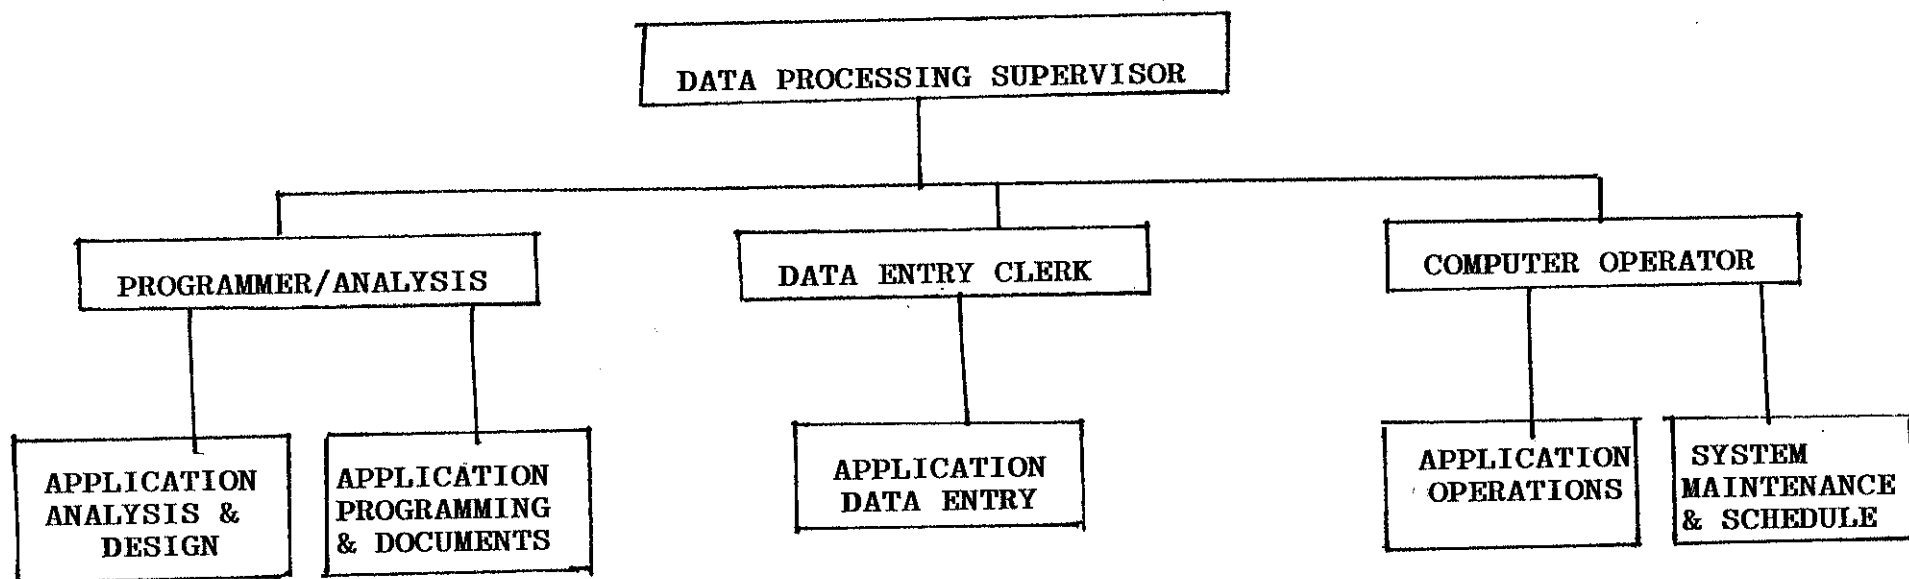 DATA PROCESSING SUPERVISOR
PROGRAMMER/ANALYSIS
DATA ENTRY CLERK
COMPUTER OPERATOR
APPLICATION
ANALYSIS &
DESIGN
APPLICATION
PROGRAMMING
& DOCUMENTS
APPLICATION
DATA ENTRY
APPLICATION
OPERATIONS
SYSTEM
MAINTENANCE
& SCHEDULE